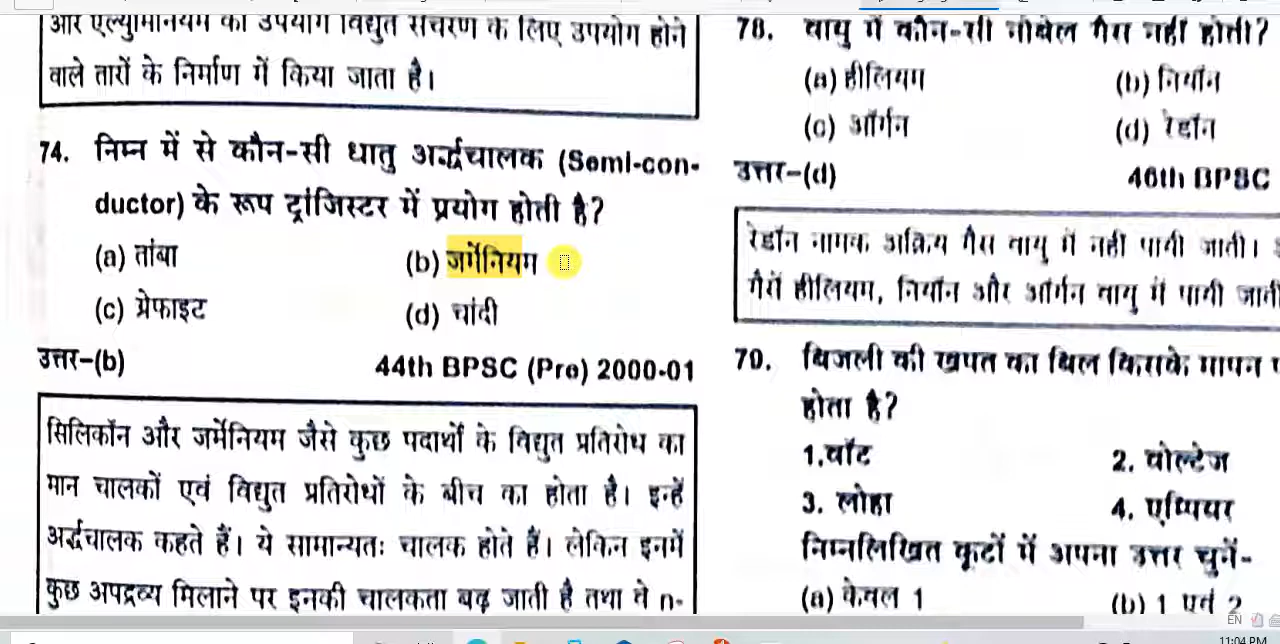 और एल्युमीनियम का उपयोग विद्युत संचरण के लिए उपयोग होने
वाले तारों के निर्माण में किया जाता है।
74. निम्न में से कौन-सी धातु अर्द्धचालक (Semi-con-
ductor) के रूप ट्रांजिस्टर में प्रयोग होती है?
(a) तांबा (b) जर्मेनियम
(c) ग्रेफाइट (d) चांदी
उत्तर–(b) 44th BPSC (Pre) 2000-01
सिलिकॉन और जर्मेनियम जैसे कुछ पदार्थों के विद्युत प्रतिरोध का
मान चालकों एवं विद्युत प्रतिरोधों के बीच का होता है। इन्हें
अर्द्धचालक कहते हैं। ये सामान्यतः चालक होते हैं। लेकिन इनमें
कुछ अपद्रव्य मिलाने पर इनकी चालकता बढ़ जाती है तथा वे n-
78. वायु में कौन-सी नोबेल गैस नहीं होती?
(a) हीलियम (b) नियॉन
(c) ऑर्गन (d) रेडॉन
उत्तर–(d) 46th BPSC
रेडॉन नामक अक्रिय गैस वायु में नहीं पायी जाती।
गैसें हीलियम, नियॉन और ऑर्गन वायु में पायी जाती
79. बिजली की खपत का बिल किसके मापन
होता है?
1.वॉट 2. वोल्टेज
3. लोहा 4. एम्पियर
निम्नलिखित कूटों में अपना उत्तर चुनें-
(a) केवल 1 (b) 1 एवं 2
EN
11:04 PM